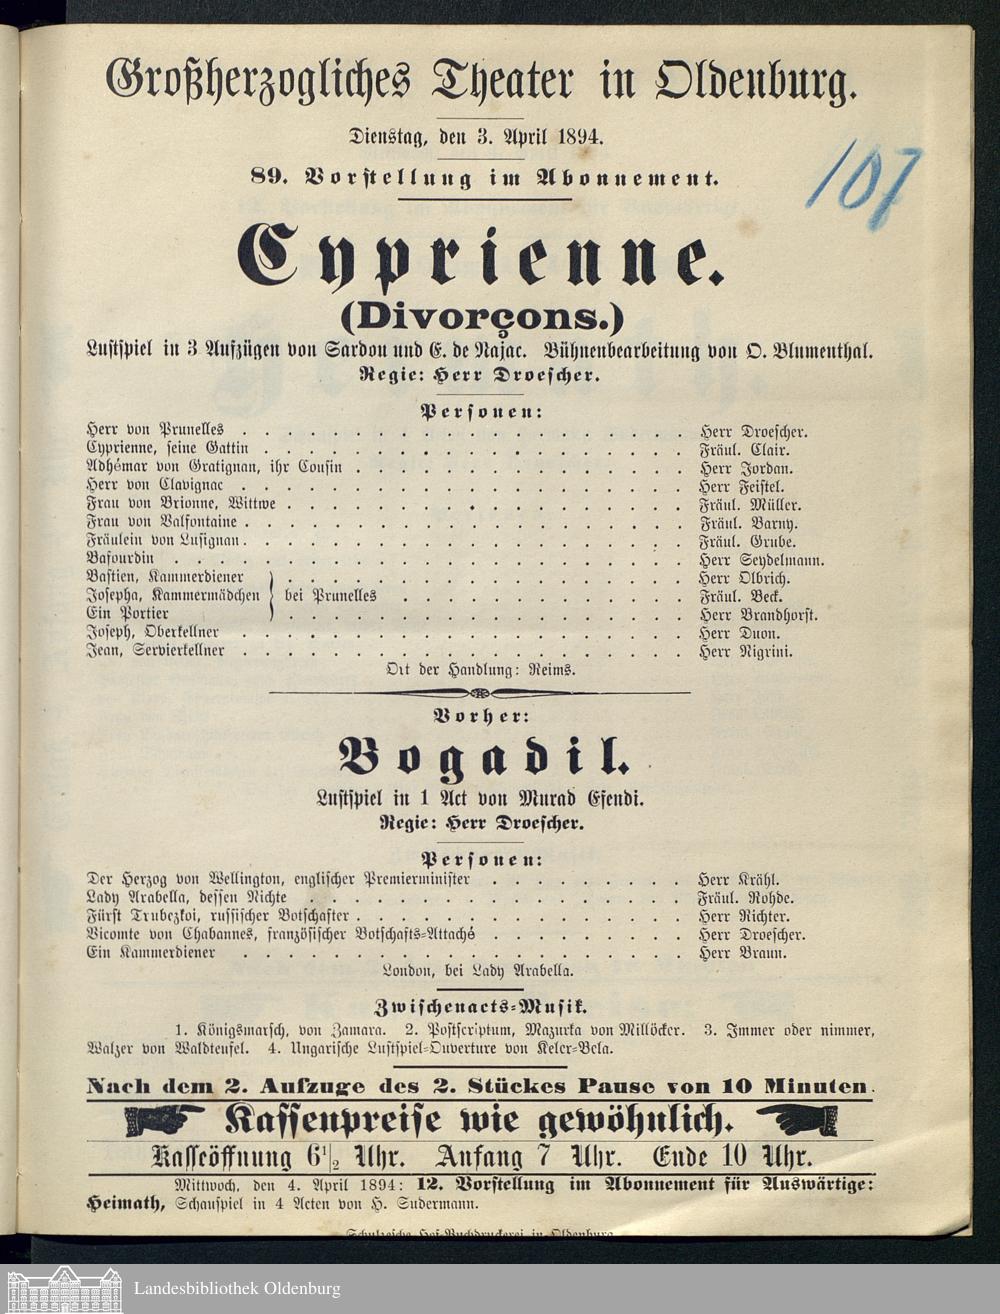 Großherzogliches Theater in Oldenburg.
Dienstag, den 3. April 1894.
107
89. Vorstellung im Abonnement.
Cyprienne.
(Divorçons.)
Lustspiel in 3 Aufzügen von Sardou und E. de Najac. Bühnenbearbeitung von O. Blumenthal.
Regie: Herr Droescher.
Personen:
Herr von Prunelles . . . Herr Droescher.
Cyprienne, seine Gattin . . . Fräul. Clair.
Adhémar von Gratignan, ihr Cousin . . . Herr Jordan.
Herr von Clavignac . . . Herr Feistel.
Frau von Brionne, Wittwe . . . Fräul. Müller.
Frau von Valfontaine . . . Fräul. Barny.
Fräulein von Lusignan . . . Fräul. Grube.
Bafourdin . . . Herr Seydelmann.
Bastien, Kammerdiener . . . Herr Olbrich.
Josepha, Kammermädchen } bei Prunelles . . . Fräul. Beck.
Ein Portier . . . Herr Brandhorst.
Joseph, Oberkellner . . . Herr Duon.
Jean, Servierkellner . . . Herr Nigrini.
Ort der Handlung: Reims.
Vorher:
Bogadil.
Lustspiel in 1 Act von Murad Efendi.
Regie: Herr Droescher.
Personen:
Der Herzog von Wellington, englischer Premierminister . . . Herr Krähl.
Lady Arabella, dessen Nichte . . . Fräul. Rohde.
Fürst Trubezkoi, russischer Botschafter . . . Herr Richter.
Vicomte von Chabannes, französischer Botschafts-Attaché . . . Herr Droescher.
Ein Kammerdiener . . . Herr Braun.
London, bei Lady Arabella.
Zwischenacts-Musik.
1. Königsmarsch, von Zamara. 2. Postscriptum, Mazurka von Millöcker. 3. Immer oder nimmer,
Walzer von Waldteufel. 4. Ungarische Lustspiel-Ouverture von Keler-Bela.
Nach dem 2. Aufzuge des 2. Stückes Pause von 10 Minuten.
Kassenpreise wie gewöhnlich.
Kasseöffnung 6 1/2 Uhr. Anfang 7 Uhr. Ende 10 Uhr.
Mittwoch, den 4. April 1894: 12. Vorstellung im Abonnement für Auswärtige:
Heimath, Schauspiel in 4 Acten von H. Sudermann.
Schulzesche Hof-Buchdruckerei in Oldenburg
Landesbibliothek Oldenburg